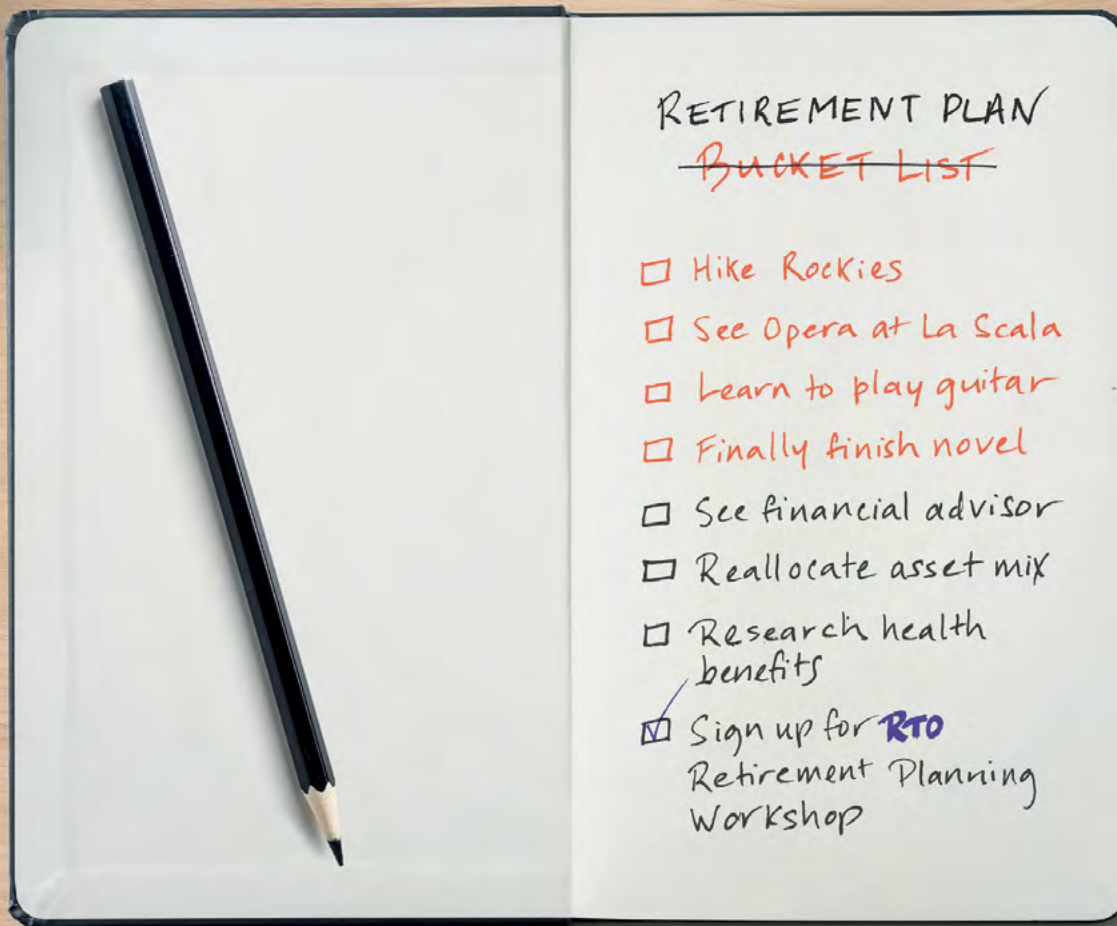 RETIREMENT PLAN
BUCKET LIST
Hike Rockies
See Opera at La Scala
Learn to play guitar
Finally finish novel
See financial advisor
Reallocate asset mix
Research health
benefits
Sign up for RTO
Retirement Planning
Workshop